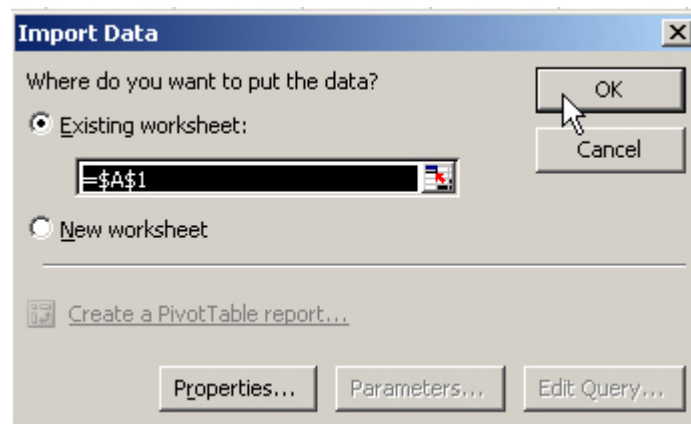 Import Data
Where do you want to put the data?
OK
Existing worksheet:
Cancel
=$A$1
New worksheet
Create a PivotTable report...
Properties... Parameters... Edit Query...